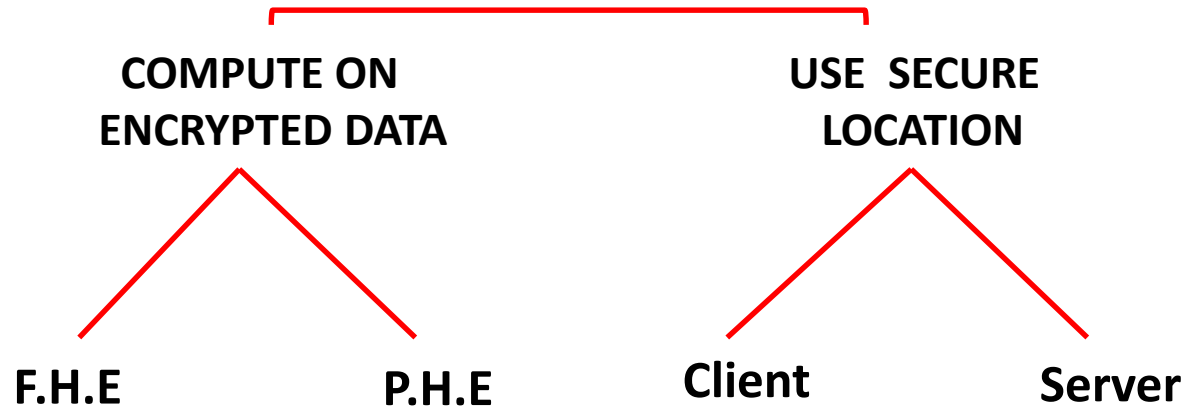 COMPUTE ON
ENCRYPTED DATA
USE SECURE
LOCATION
F.H.E
P.H.E
Client
Server